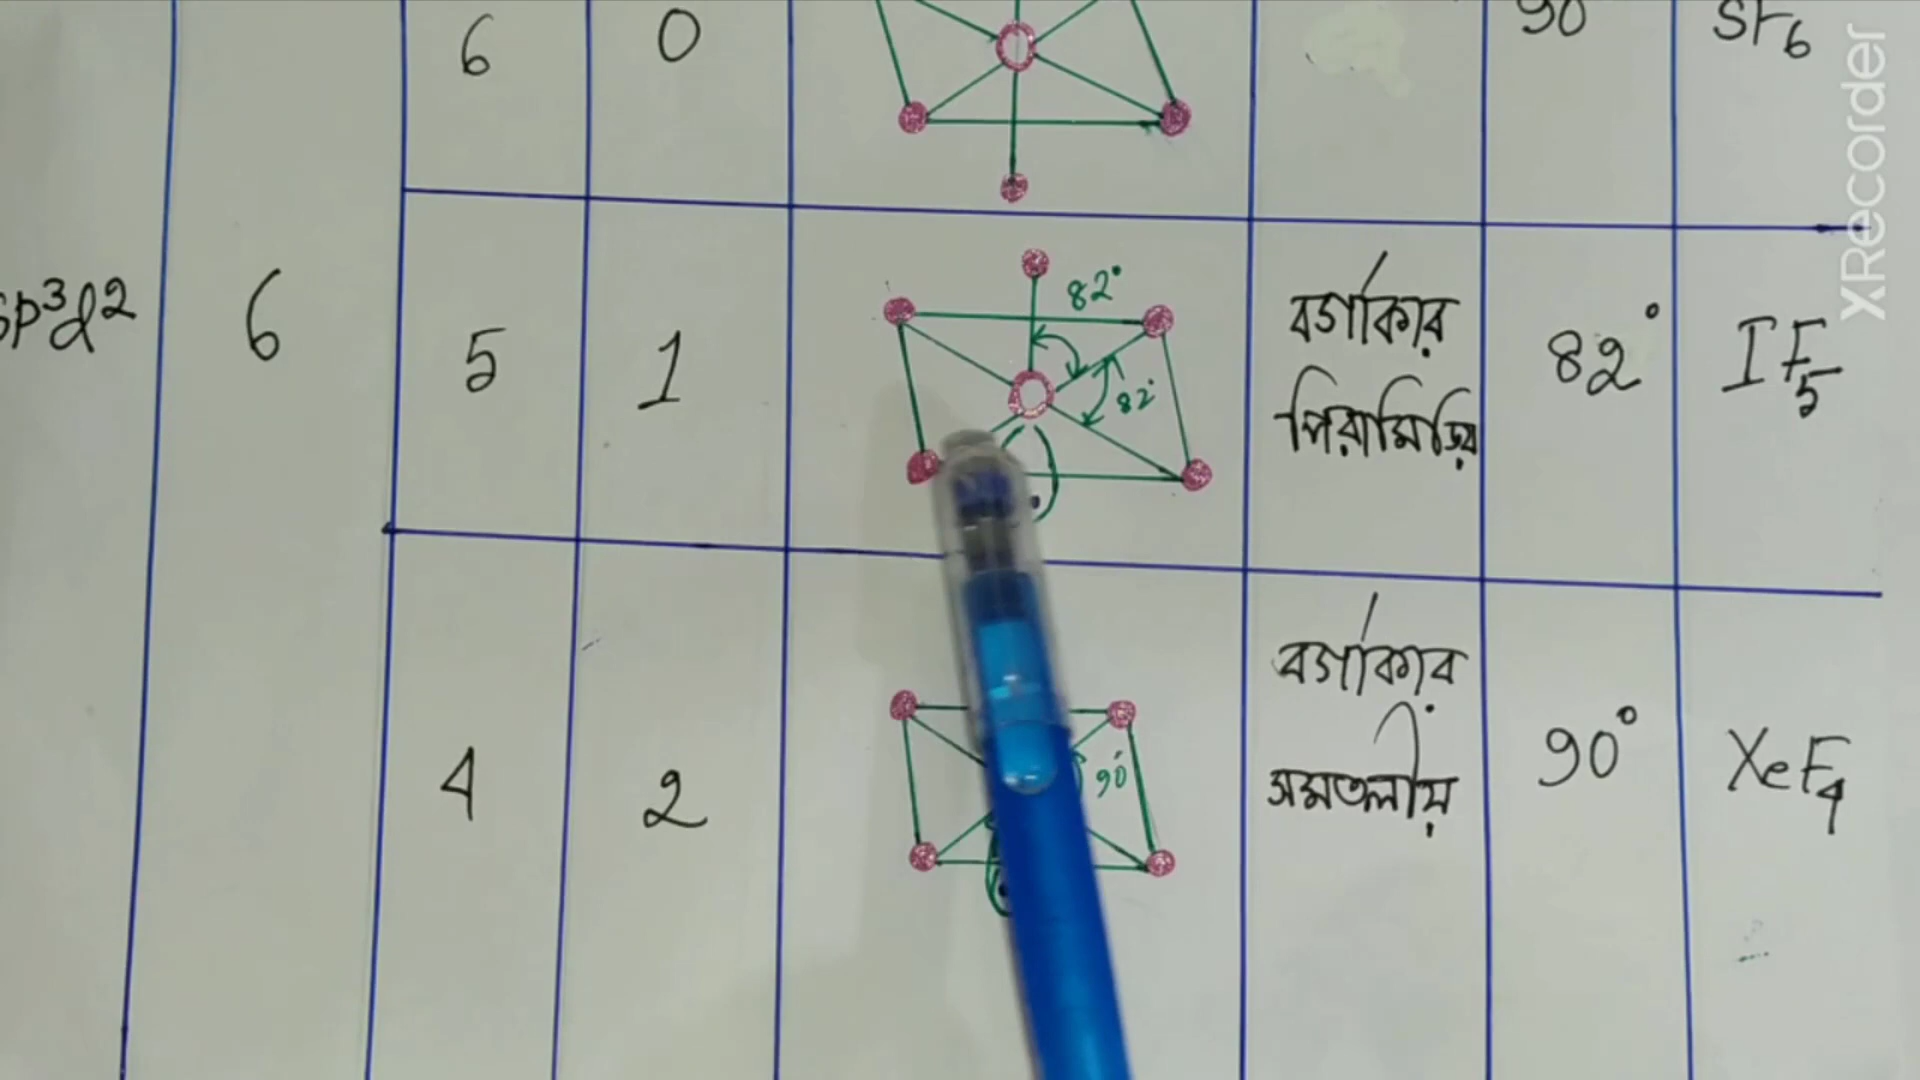 6 0 90 SF6
sp³d² 6 5 1 82° 82° বর্গাকার পিরামিডিয় 82° IF5
4 2 90° বর্গাকার সমতলীয় 90° XeF4
XRecorder